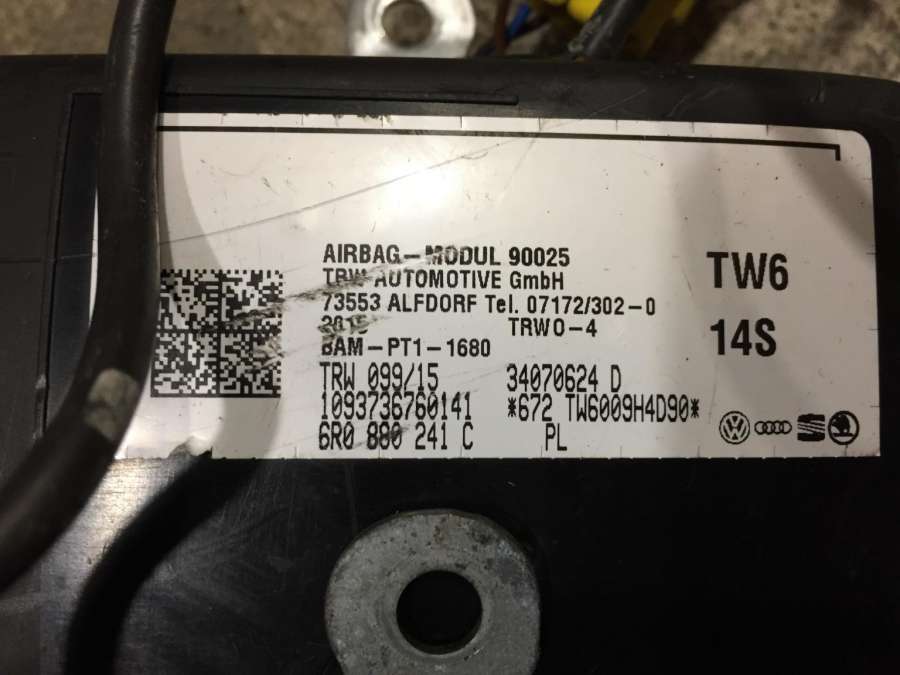 AIRBAG-MODUL 90025
TRW AUTOMOTIVE GmbH
73553 ALFDORF Tel. 07172/302-0
2015 TRWO-4
BAM-PT1-1680
TRW 099/15 34070624 D
1093736760141 *672 TW6009H4D90*
6R0 880 241 C PL
TW6
14S